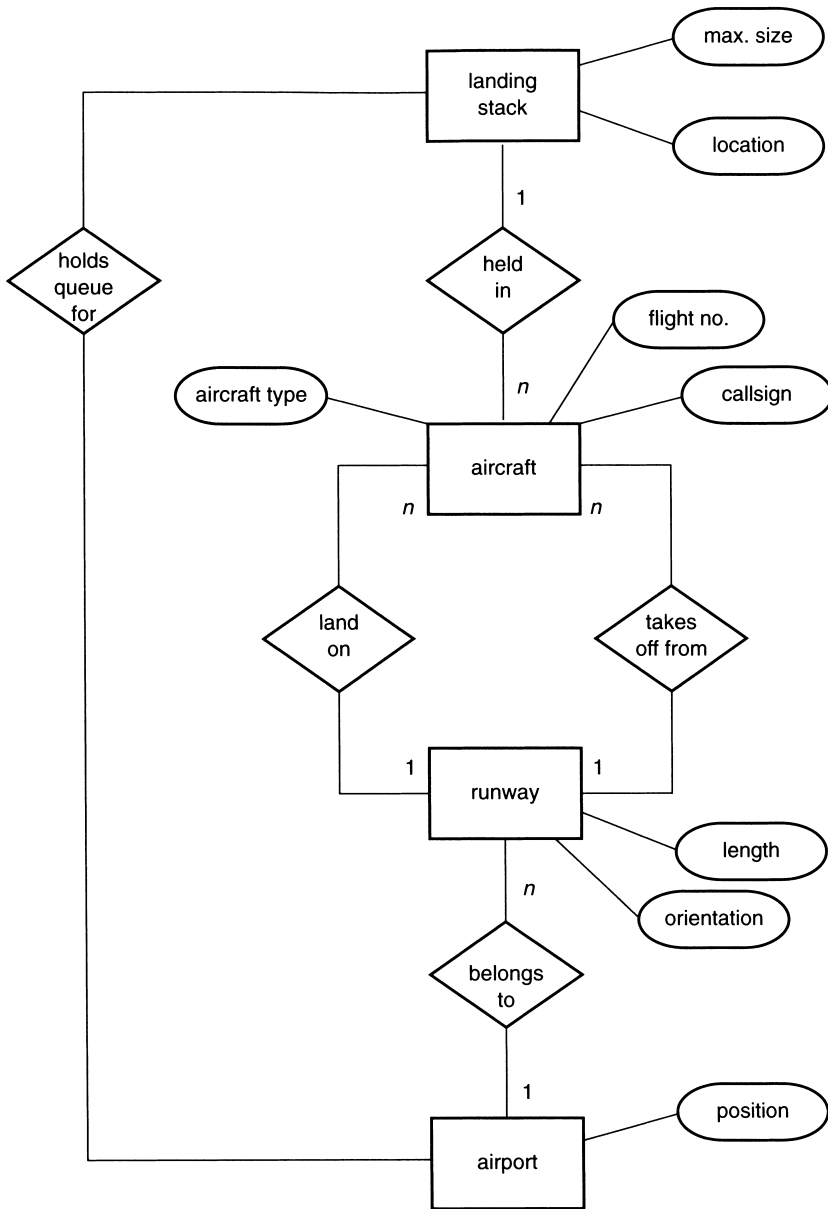 max. size
landing
stack
location
1
holds
queue
for
held
in
flight no.
n
aircraft type
callsign
aircraft
n
n
land
on
takes
off from
1
1
runway
length
n
orientation
belongs
to
1
position
airport